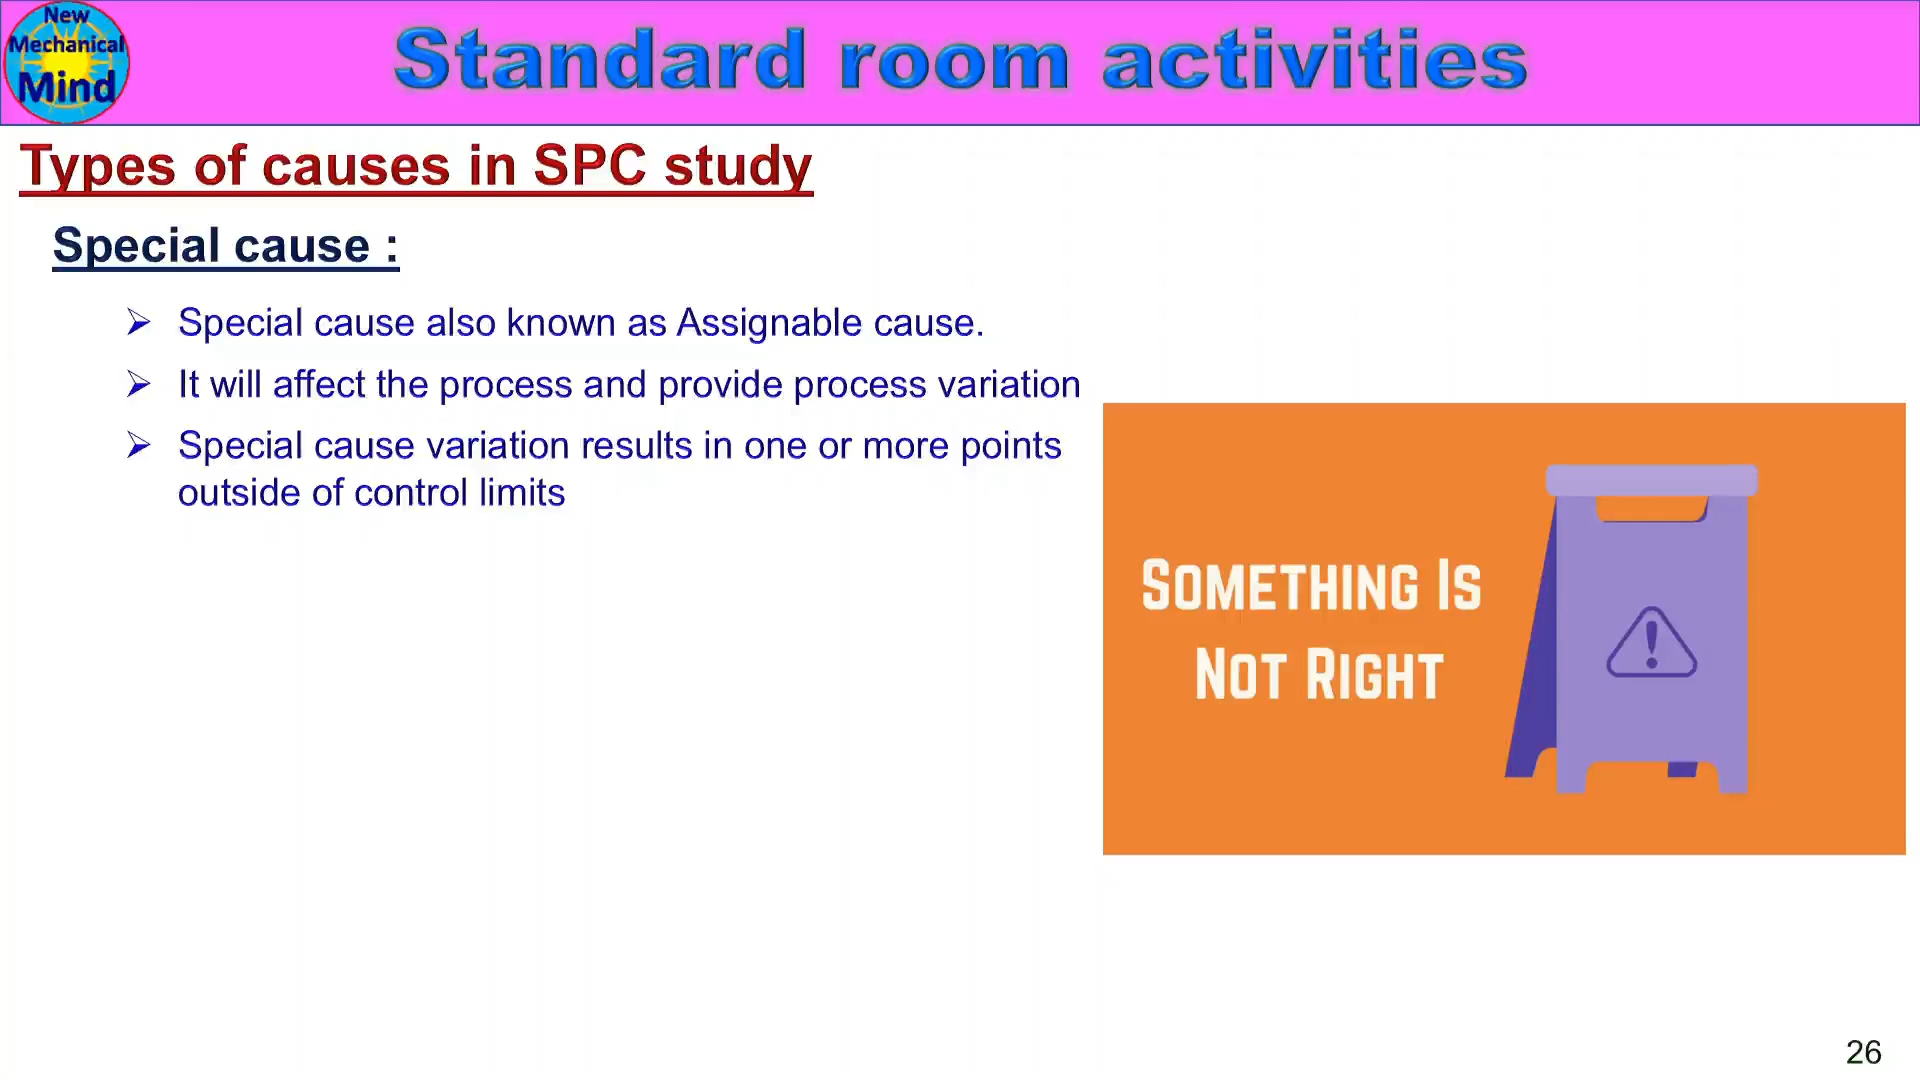 New
Mechanical
Mind
Standard room activities
Types of causes in SPC study
Special cause :
➢ Special cause also known as Assignable cause.
➢ It will affect the process and provide process variation
➢ Special cause variation results in one or more points
outside of control limits
Something Is
Not Right
!
26